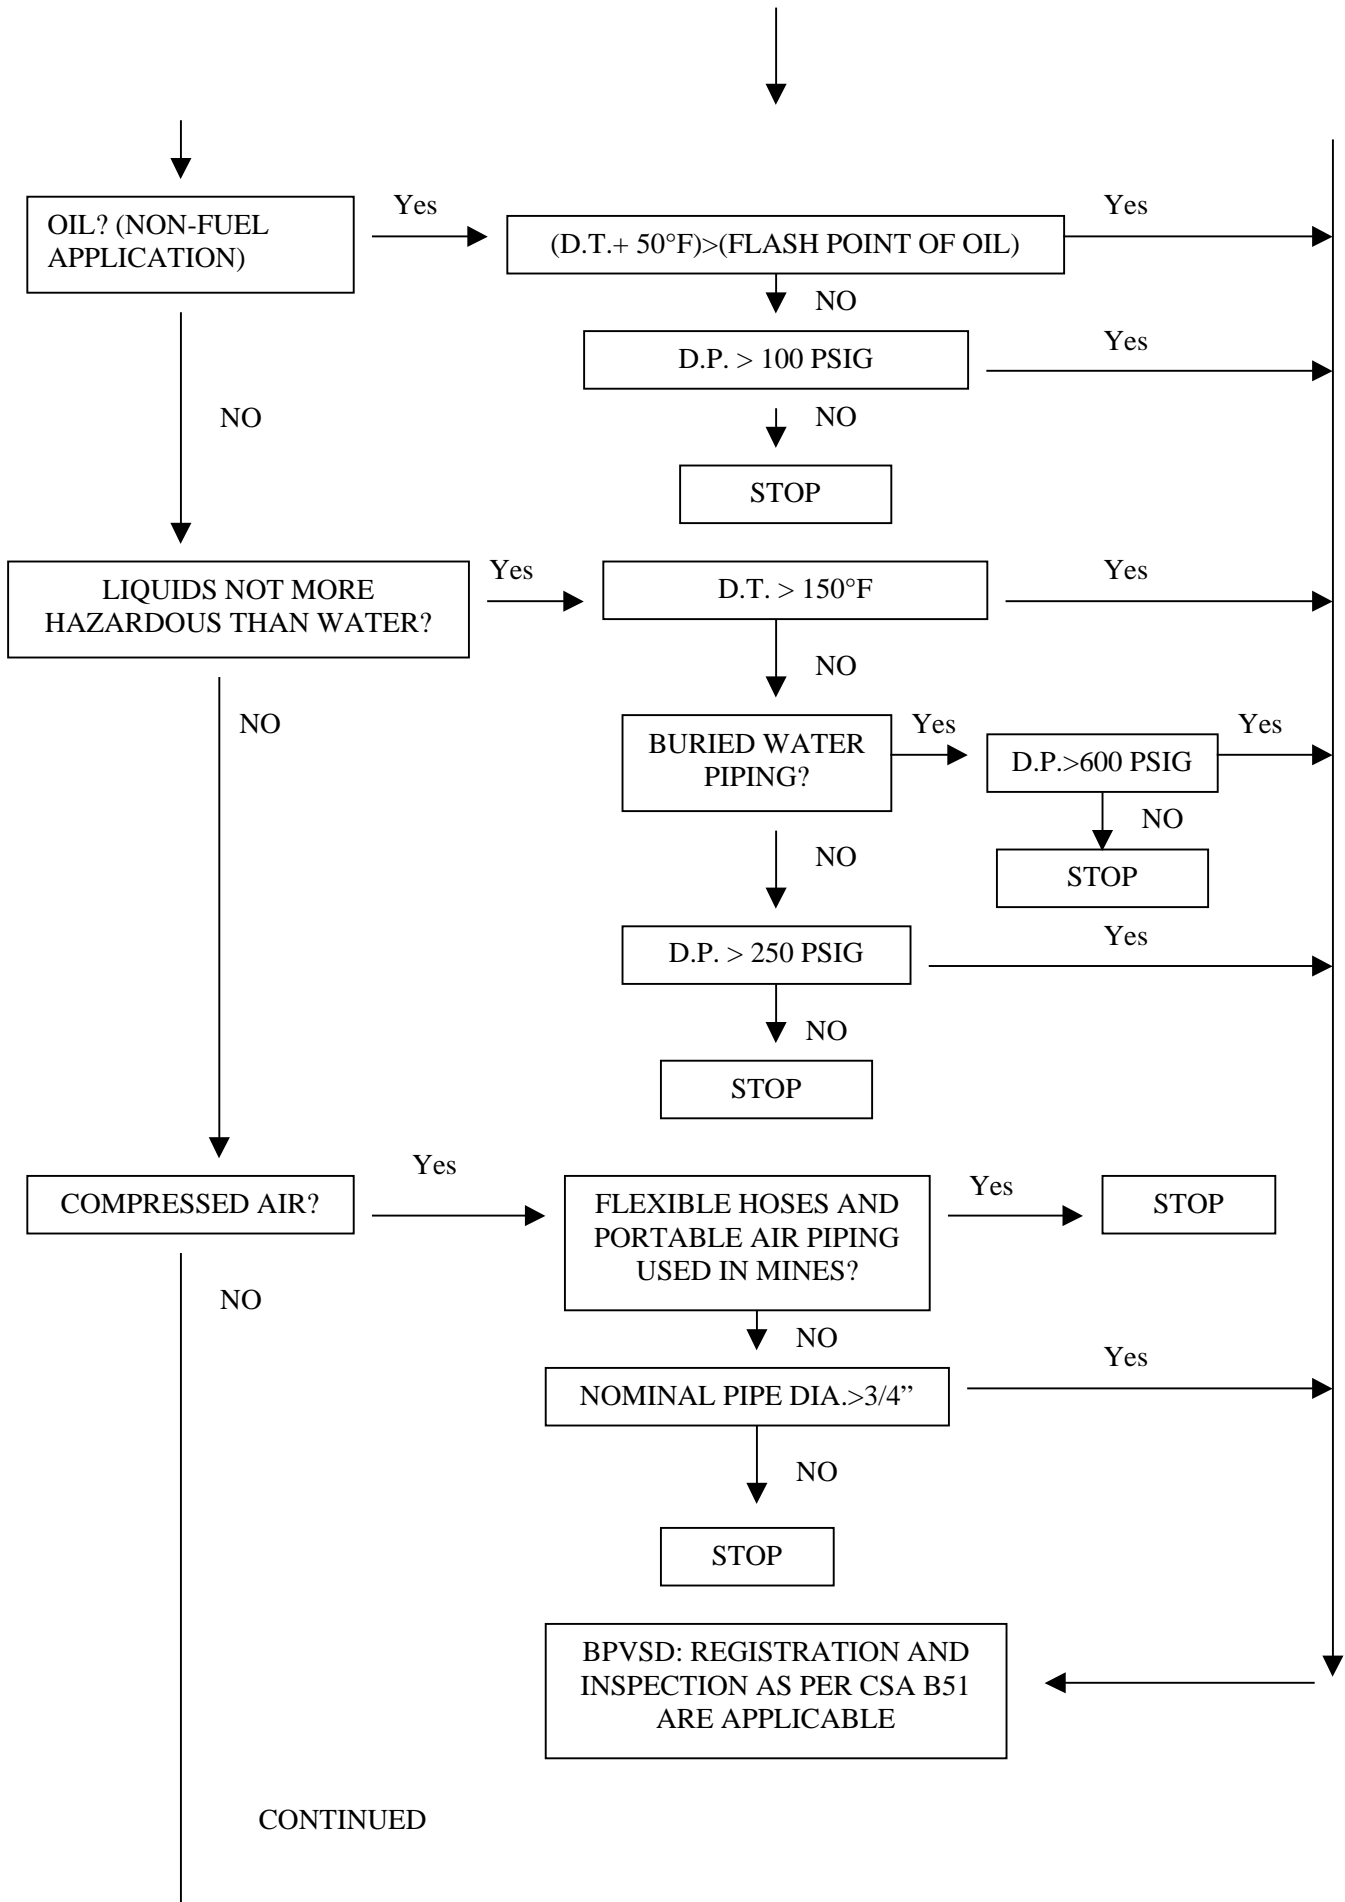 Yes
Yes
OIL? (NON-FUEL
APPLICATION)
(D.T.+ 50°F)>(FLASH POINT OF OIL)
NO
Yes
D.P. > 100 PSIG
NO
NO
STOP
LIQUIDS NOT MORE
HAZARDOUS THAN WATER?
Yes
D.T. > 150°F
Yes
NO
NO
BURIED WATER
PIPING?
Yes
D.P.>600 PSIG
Yes
NO
STOP
NO
D.P. > 250 PSIG
Yes
NO
STOP
COMPRESSED AIR?
Yes
FLEXIBLE HOSES AND
PORTABLE AIR PIPING
USED IN MINES?
Yes
STOP
NO
NO
Yes
NOMINAL PIPE DIA.>3/4”
NO
STOP
BPVSD: REGISTRATION AND
INSPECTION AS PER CSA B51
ARE APPLICABLE
CONTINUED